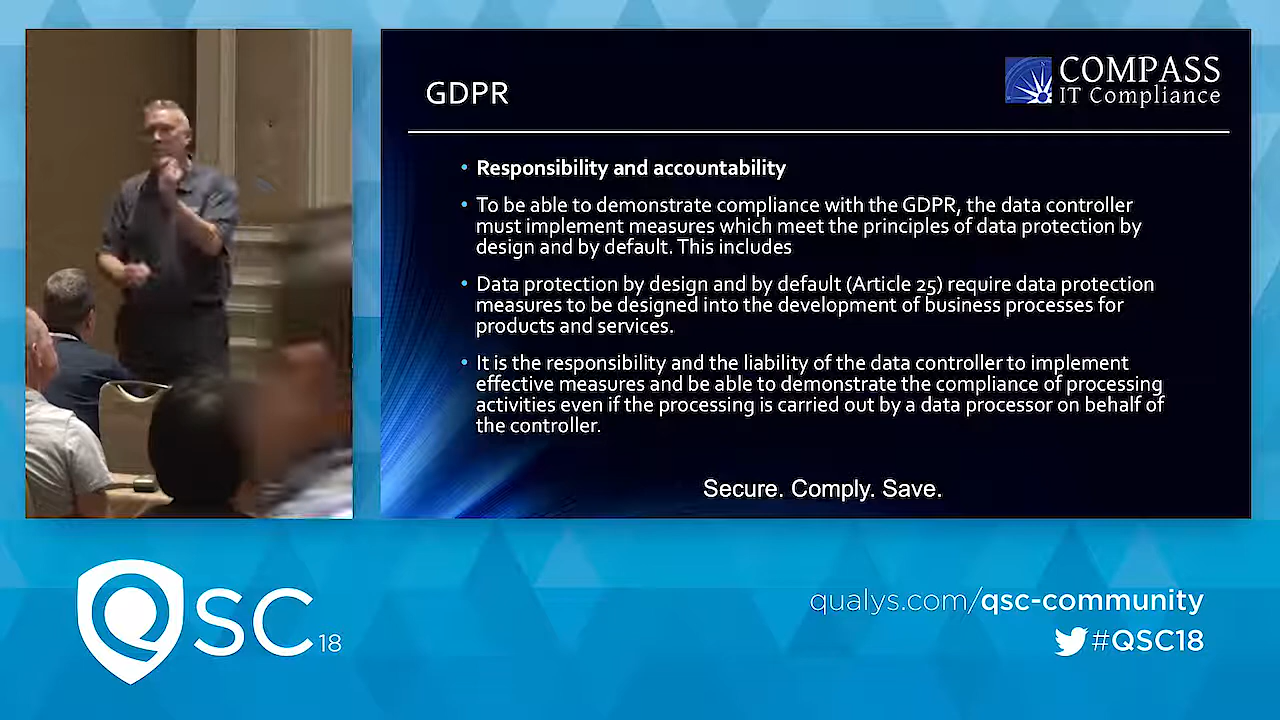 GDPR
COMPASS
IT Compliance
• Responsibility and accountability
• To be able to demonstrate compliance with the GDPR, the data controller
must implement measures which meet the principles of data protection by
design and by default. This includes
• Data protection by design and by default (Article 25) require data protection
measures to be designed into the development of business processes for
products and services.
• It is the responsibility and the liability of the data controller to implement
effective measures and be able to demonstrate the compliance of processing
activities even if the processing is carried out by a data processor on behalf of
the controller.
Secure. Comply. Save.
QSC 18
qualys.com/qsc-community
#QSC18